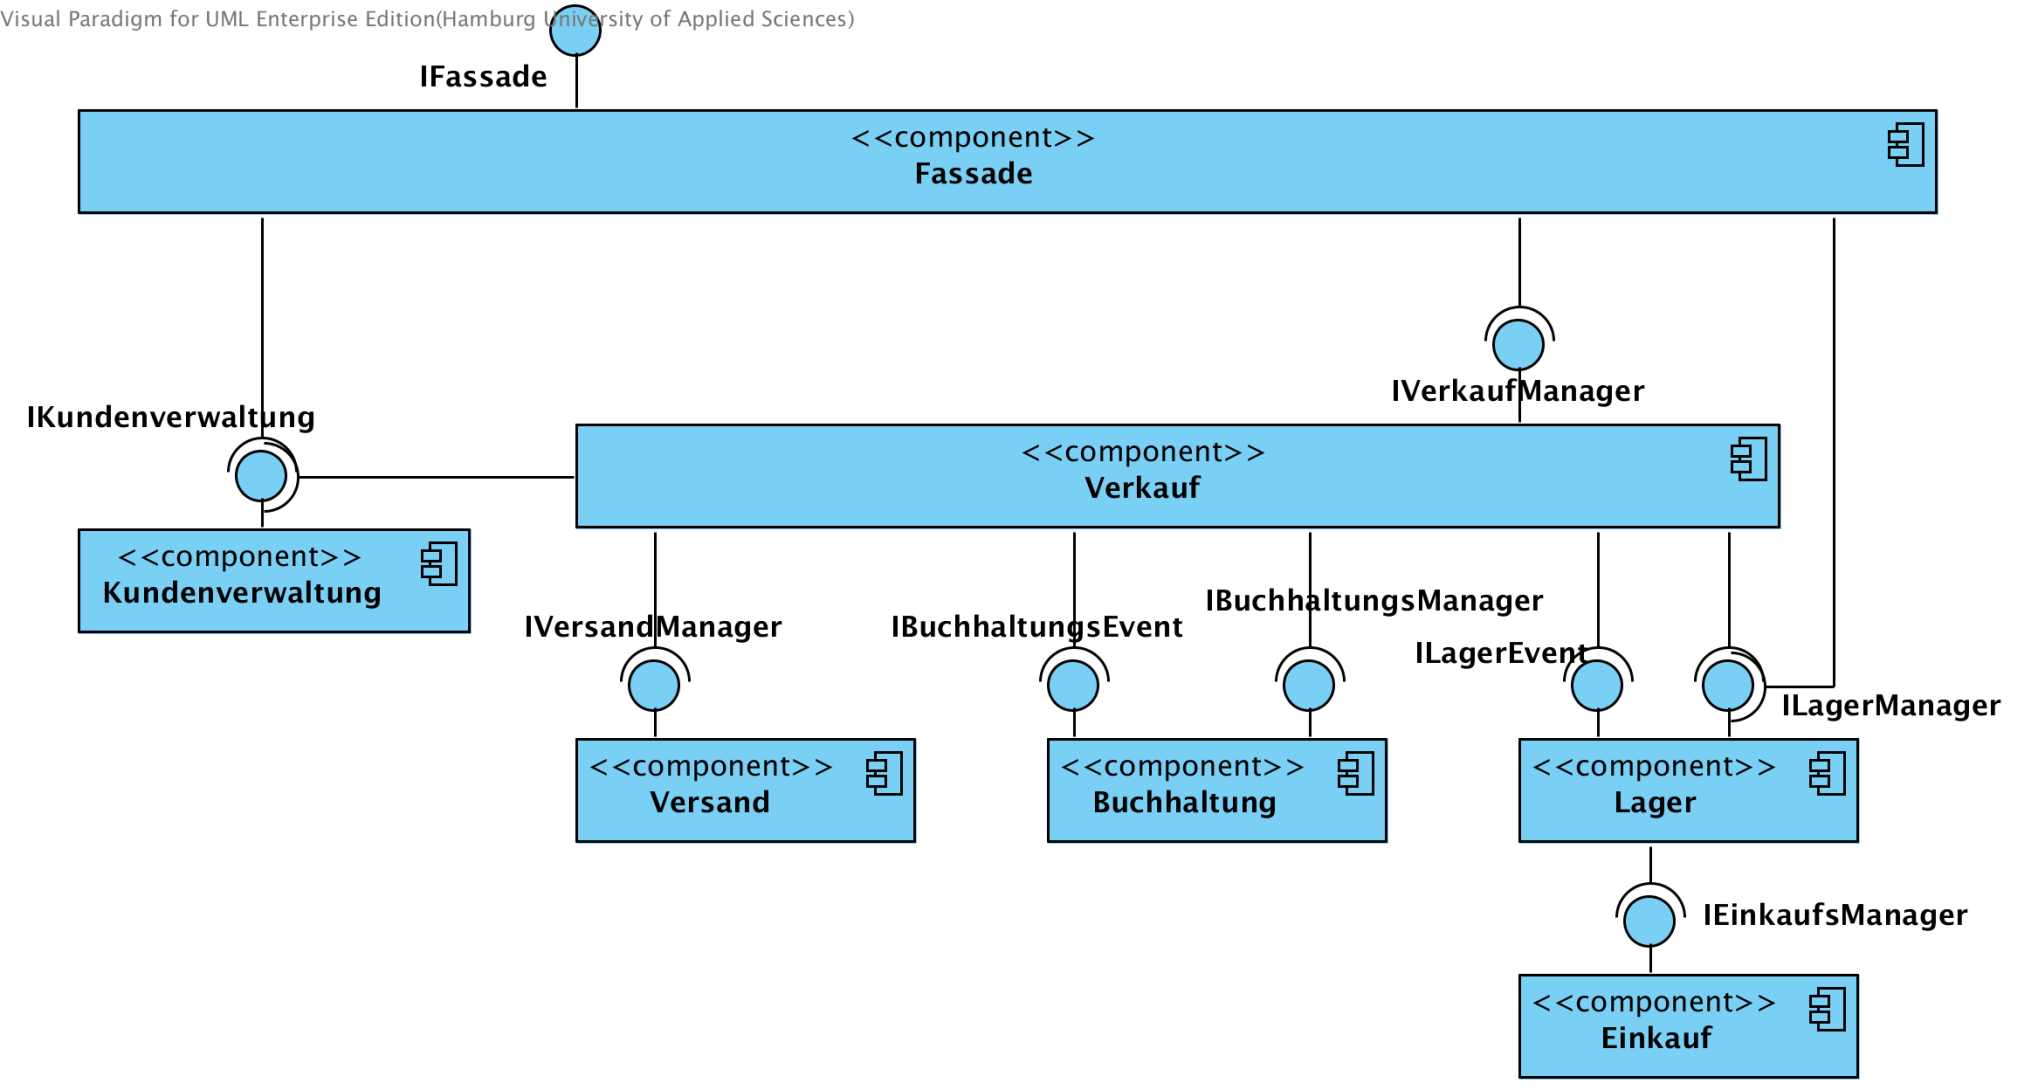 Visual Paradigm for UML Enterprise Edition(Hamburg University of Applied Sciences)
IFassade
<<component>>
Fassade
IVerkaufManager
IKundenverwaltung
<<component>>
Verkauf
<<component>>
Kundenverwaltung
IVersandManager
IBuchhaltungsEvent
IBuchhaltungsManager
ILagerEvent
ILagerManager
<<component>>
Versand
<<component>>
Buchhaltung
<<component>>
Lager
IEinkaufsManager
<<component>>
Einkauf